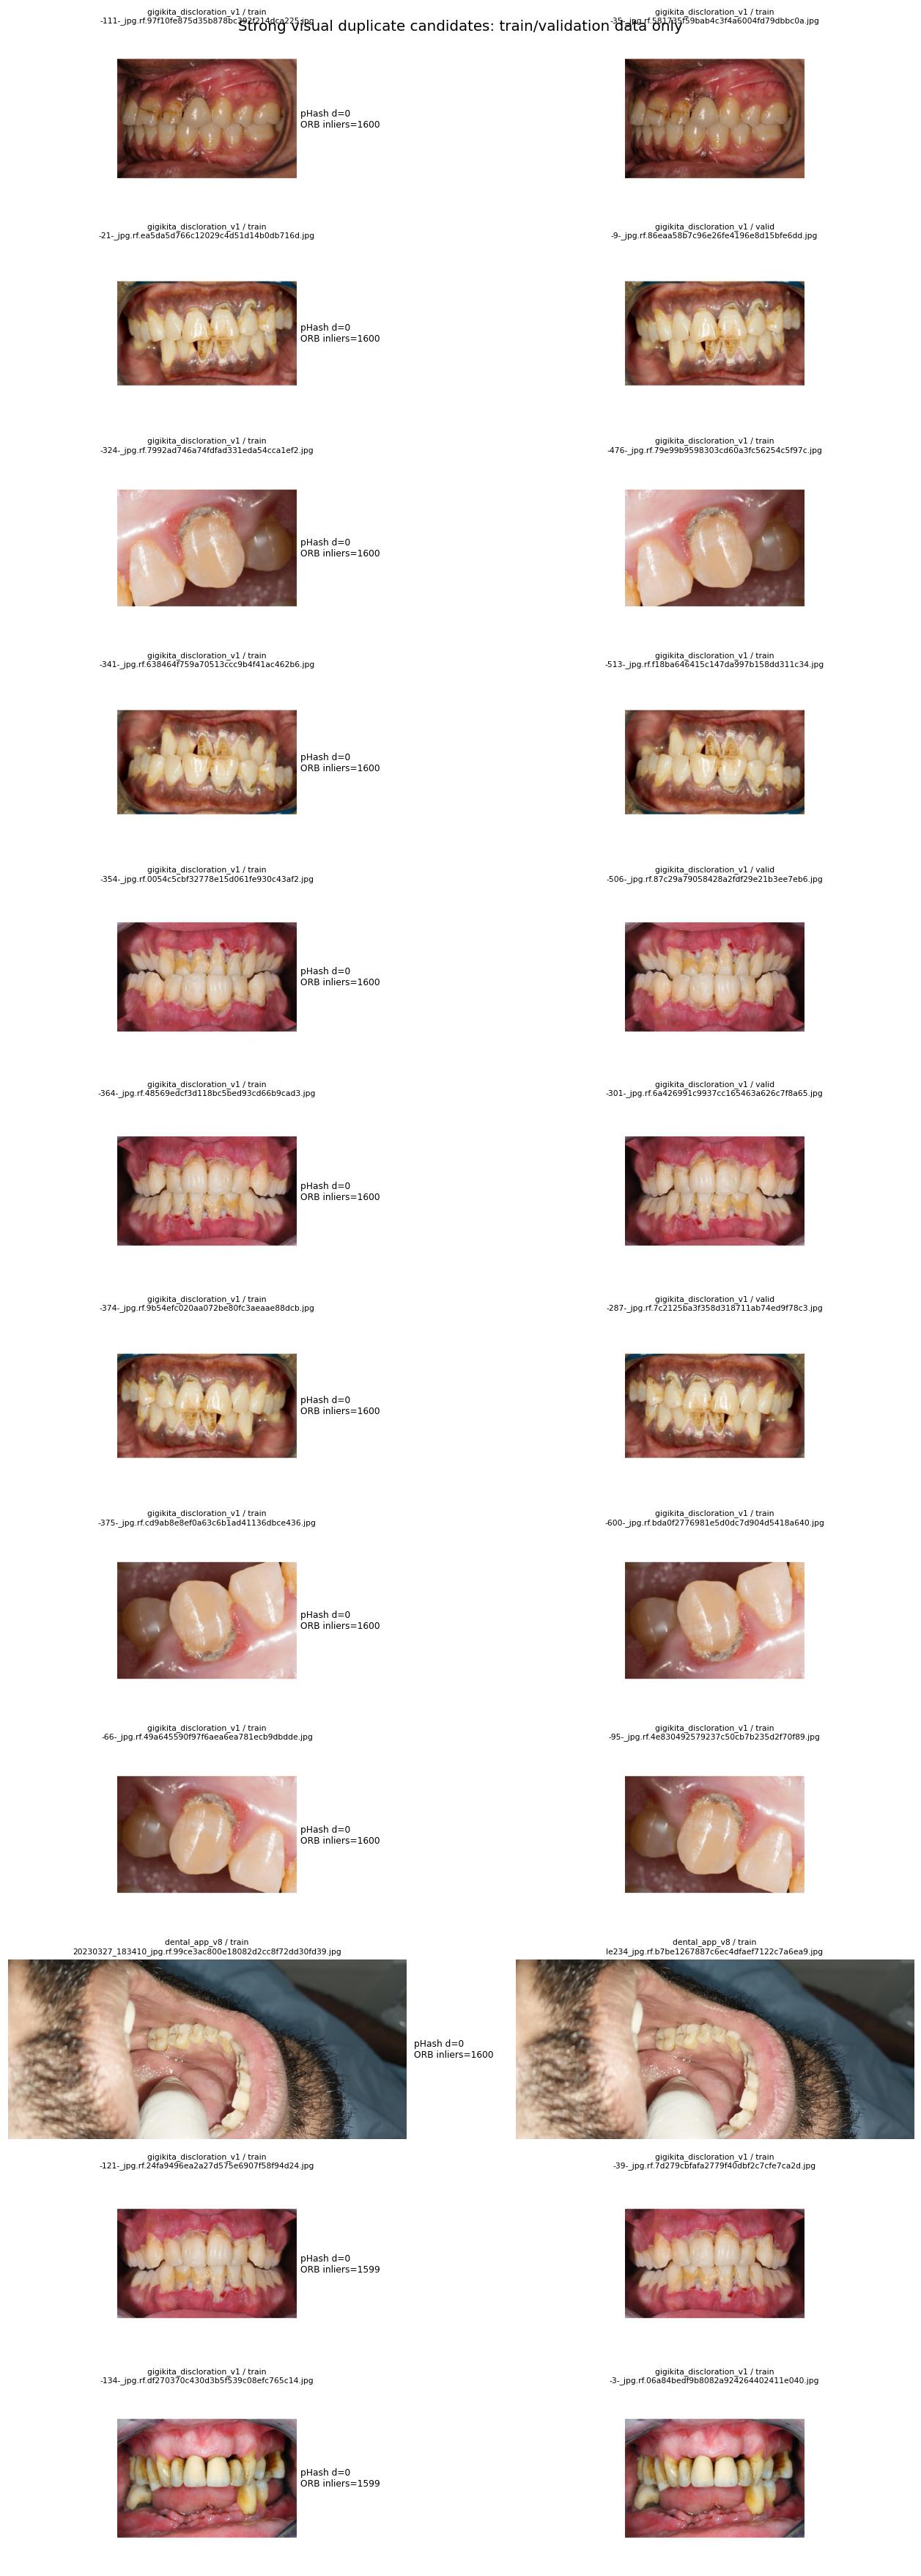 gigikita_discloration_v1 / train
gigikita_discloration_v1 / train
Strong visual duplicate candidates: train/validation data only
pHash d=0
ORB inliers=1600
gigikita_discloration_v1 / train
-21-_jpg.rf.ea5da5d766c12029c4d51d14b0db716d.jpg
gigikita_discloration_v1 / valid
-9-_jpg.rf.86eaa58b7c96e26fe4196e8d15bfe6dd.jpg
pHash d=0
ORB inliers=1600
gigikita_discloration_v1 / train
-324-_jpg.rf.7992ad746a74fdfad331eda54cca1ef2.jpg
gigikita_discloration_v1 / train
-476-_jpg.rf.79e99b9598303cd60a3fc56254c5f97c.jpg
pHash d=0
ORB inliers=1600
gigikita_discloration_v1 / train
-341-_jpg.rf.638464f759a70513ccc9b4f41ac462b6.jpg
gigikita_discloration_v1 / train
-513-_jpg.rf.f18ba646415c147da997b158dd311c34.jpg
pHash d=0
ORB inliers=1600
gigikita_discloration_v1 / train
-354-_jpg.rf.0054c5cbf32778e15d061fe930c43af2.jpg
gigikita_discloration_v1 / valid
-506-_jpg.rf.87c29a79058428a2fdf29e21b3ee7eb6.jpg
pHash d=0
ORB inliers=1600
gigikita_discloration_v1 / train
-364-_jpg.rf.48569edcf3d118bc5bed93cd66b9cad3.jpg
gigikita_discloration_v1 / valid
-301-_jpg.rf.6a426991c9937cc165463a626c7f8a65.jpg
pHash d=0
ORB inliers=1600
gigikita_discloration_v1 / train
-374-_jpg.rf.9b54efc020aa072be80fc3aeaae88dcb.jpg
gigikita_discloration_v1 / valid
-287-_jpg.rf.7c2125ba3f358d318711ab74ed9f78c3.jpg
pHash d=0
ORB inliers=1600
gigikita_discloration_v1 / train
-375-_jpg.rf.cd9ab8e8ef0a63c6b1ad41136dbce436.jpg
gigikita_discloration_v1 / train
-600-_jpg.rf.bda0f2776981e5d0dc7d904d5418a640.jpg
pHash d=0
ORB inliers=1600
gigikita_discloration_v1 / train
-66-_jpg.rf.49a645590f97f6aea6ea781ecb9dbdde.jpg
gigikita_discloration_v1 / train
-95-_jpg.rf.4e830492579237c50cb7b235d2f70f89.jpg
pHash d=0
ORB inliers=1600
dental_app_v8 / train
20230327_183410_jpg.rf.99ce3ac800e18082d2cc8f72dd30fd39.jpg
dental_app_v8 / train
le234_jpg.rf.b7be1267887c6ec4dfaef7122c7a6ea9.jpg
pHash d=0
ORB inliers=1600
gigikita_discloration_v1 / train
-121-_jpg.rf.24fa9496ea2a27d575e6907f58f94d24.jpg
gigikita_discloration_v1 / train
-39-_jpg.rf.7d279cbfafa2779f40dbf2c7cfe7ca2d.jpg
pHash d=0
ORB inliers=1599
gigikita_discloration_v1 / train
-134-_jpg.rf.df270370c430d3b5f539c08efc765c14.jpg
gigikita_discloration_v1 / train
-3-_jpg.rf.06a84bedf9b8082a924264402411e040.jpg
pHash d=0
ORB inliers=1599